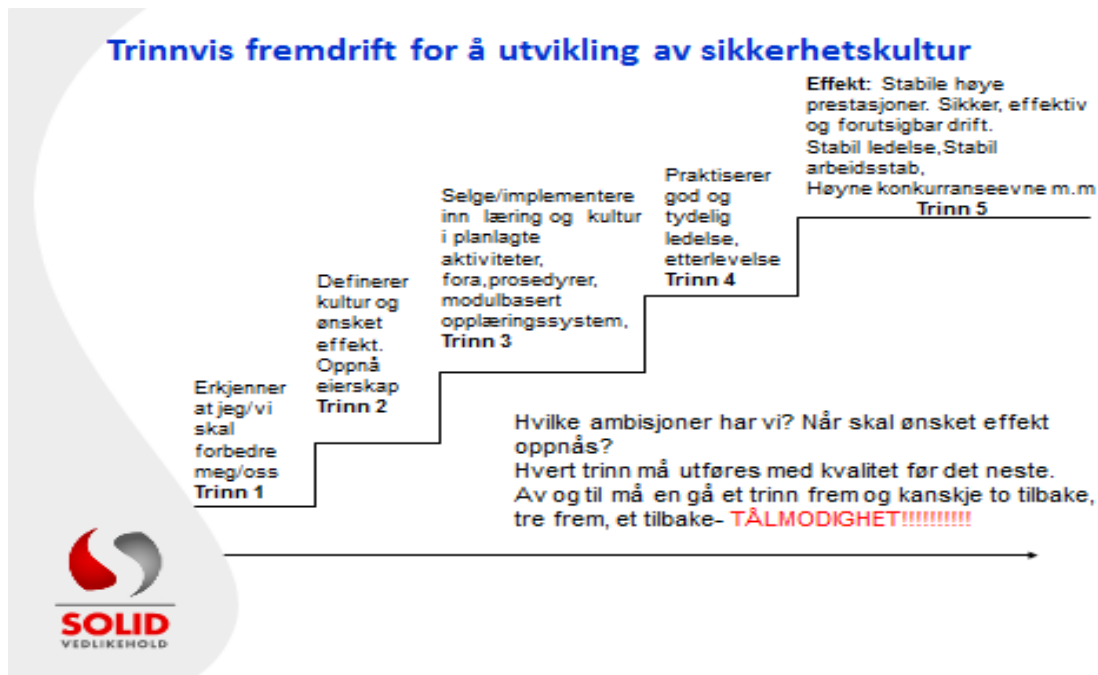 Trinnvis fremdrift for å utvikling av sikkerhetskultur
Effekt: Stabile høye
prestasjoner. Sikker, effektiv
og forutsigbar drift.
Stabil ledelse,Stabil
arbeidsstab,
Høyne konkurranseevne m.m
Trinn 5
Praktiserer
god og
tydelig
ledelse,
etterlevelse
Trinn 4
Selge/implementere
inn læring og kultur
i planlagte
aktiviteter,
fora,prosedyrer,
modulbasert
opplæringssystem,
Trinn 3
Definerer
kultur og
ønsket
effekt.
Oppnå
eierskap
Trinn 2
Erkjenner
at jeg/vi
skal
forbedre
meg/oss
Trinn 1
Hvilke ambisjoner har vi? Når skal ønsket effekt
oppnås?
Hvert trinn må utføres med kvalitet før det neste.
Av og til må en gå et trinn frem og kanskje to tilbake,
tre frem, et tilbake- TÅLMODIGHET!!!!!!!!!!
SOLID
VEDLIKEHOLD